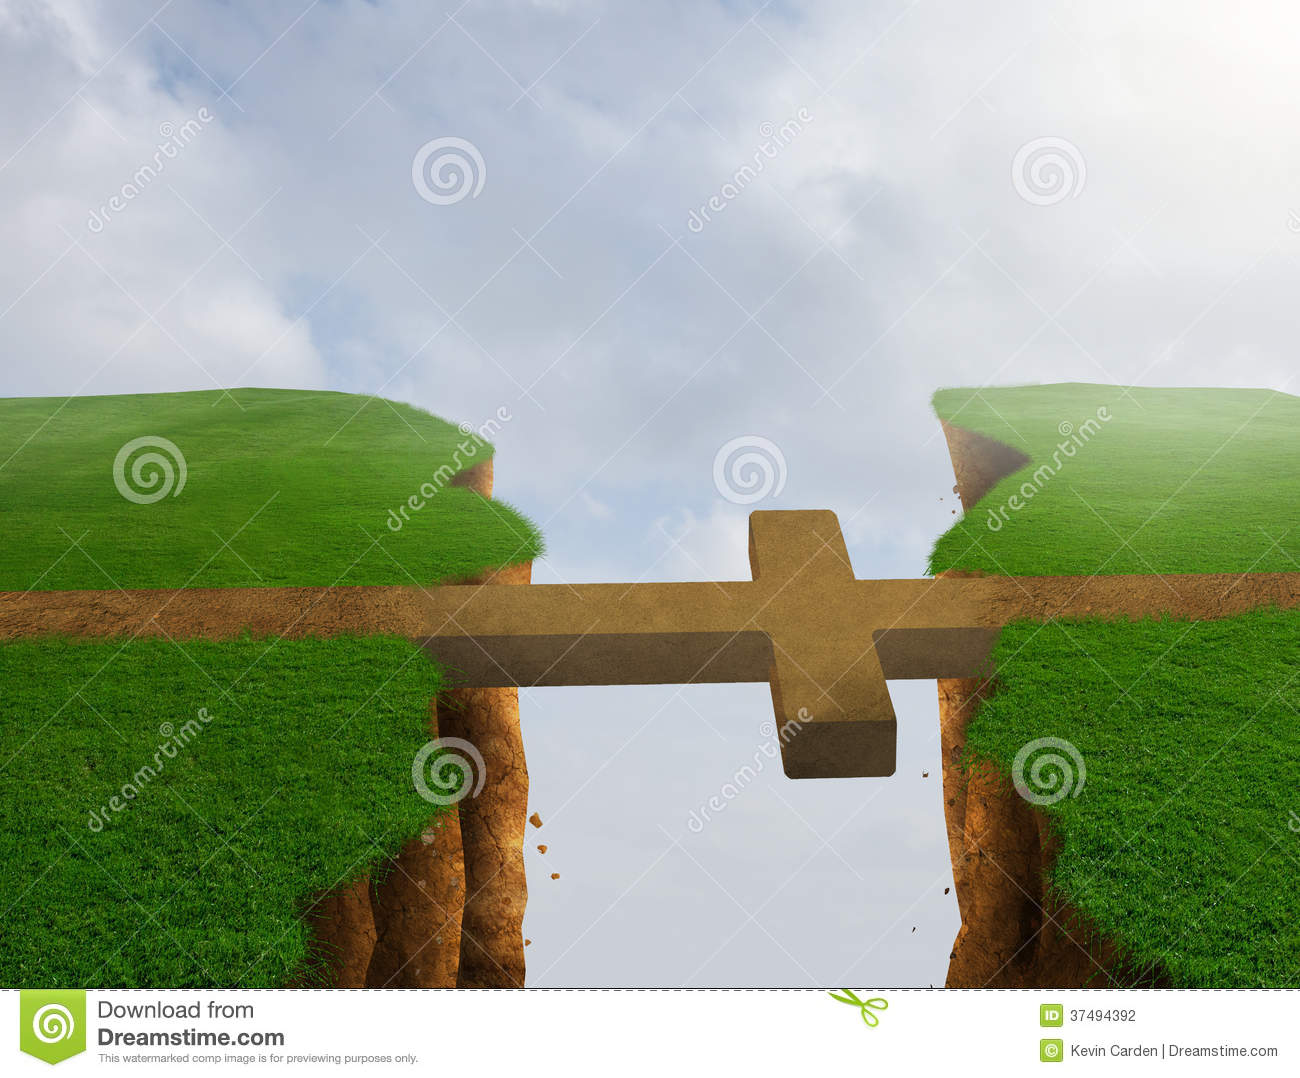 dreamstime
dreamstime
dreamstime
dreamstime
dreamstime
dreamstime
Download from
Dreamstime.com
This watermarked comp image is for previewing purposes only.
ID 37494392
© Kevin Carden | Dreamstime.com